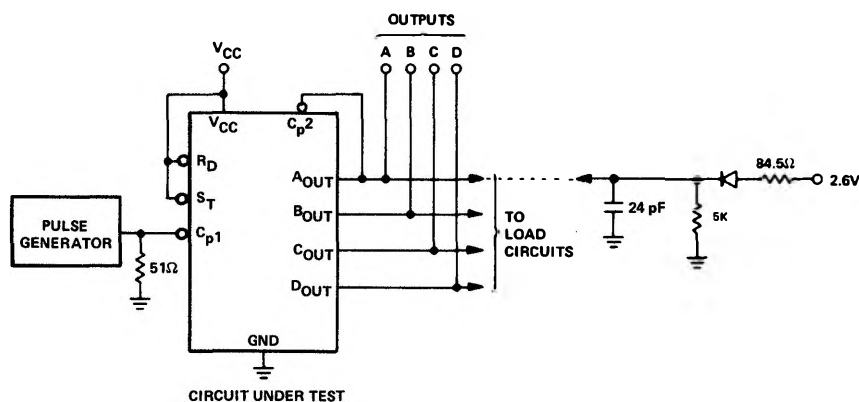 OUTPUTS
A B C D
VCC
VCC
Cp2
RD
ST
Cp1
AOUT
BOUT
COUT
DOUT
GND
PULSE
GENERATOR
51Ω
TO
LOAD
CIRCUITS
24 pF
5K
84.5Ω
2.6V
CIRCUIT UNDER TEST